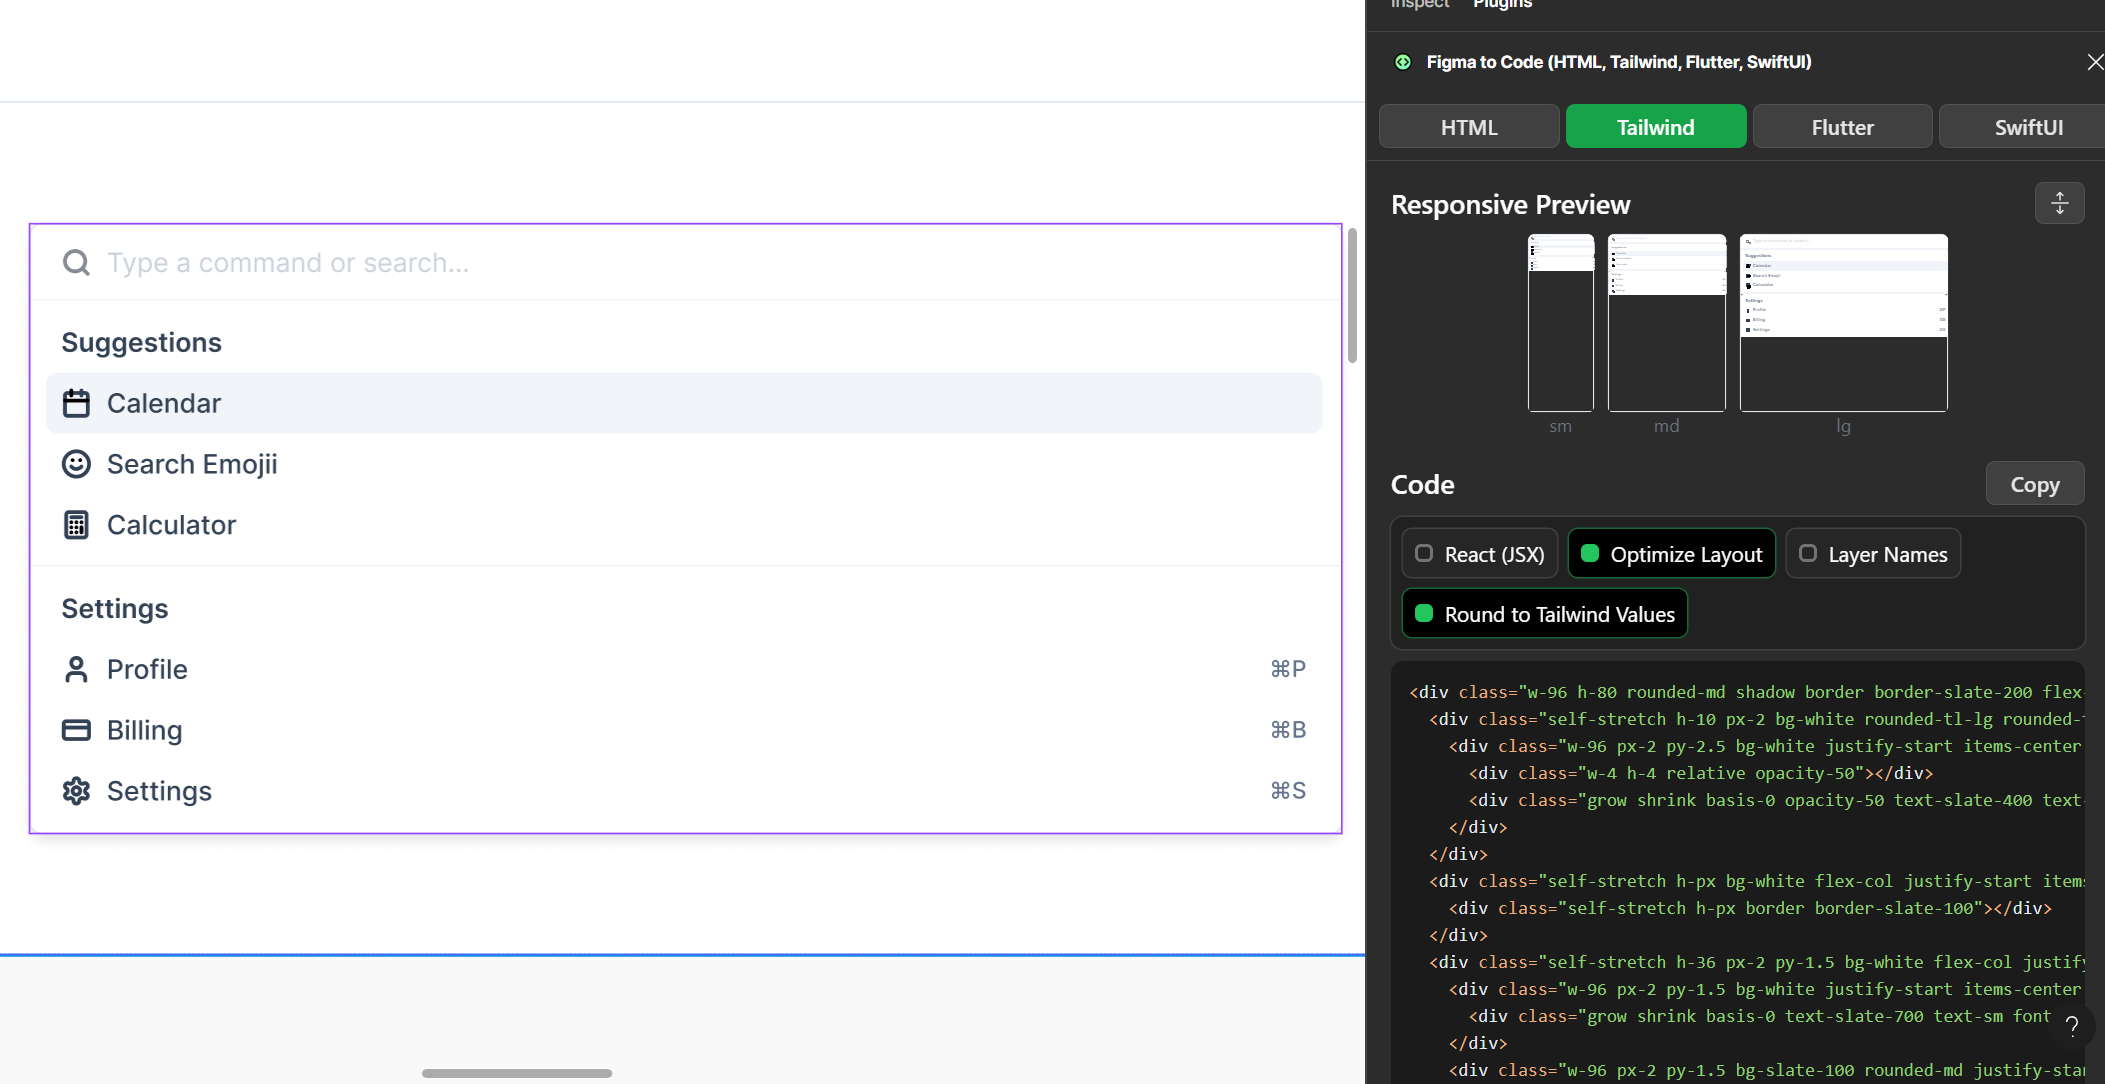 Type a command or search...
Suggestions
Calendar
Search Emojii
Calculator
Settings
Profile ⌘P
Billing ⌘B
Settings ⌘S
Inspect Plugins
Figma to Code (HTML, Tailwind, Flutter, SwiftUI)
HTML Tailwind Flutter SwiftUI
Responsive Preview
sm md lg
Code Copy
React (JSX) Optimize Layout Layer Names
Round to Tailwind Values
<div class="w-96 h-80 rounded-md shadow border border-slate-200 flex-
<div class="self-stretch h-10 px-2 bg-white rounded-tl-lg rounded-
<div class="w-96 px-2 py-2.5 bg-white justify-start items-center
<div class="w-4 h-4 relative opacity-50"></div>
<div class="grow shrink basis-0 opacity-50 text-slate-400 text-
</div>
</div>
<div class="self-stretch h-px bg-white flex-col justify-start item
<div class="self-stretch h-px border border-slate-100"></div>
</div>
<div class="self-stretch h-36 px-2 py-1.5 bg-white flex-col justify
<div class="w-96 px-2 py-1.5 bg-white justify-start items-center
<div class="grow shrink basis-0 text-slate-700 text-sm font
</div>
<div class="w-96 px-2 py-1.5 bg-slate-100 rounded-md justify-sta
?